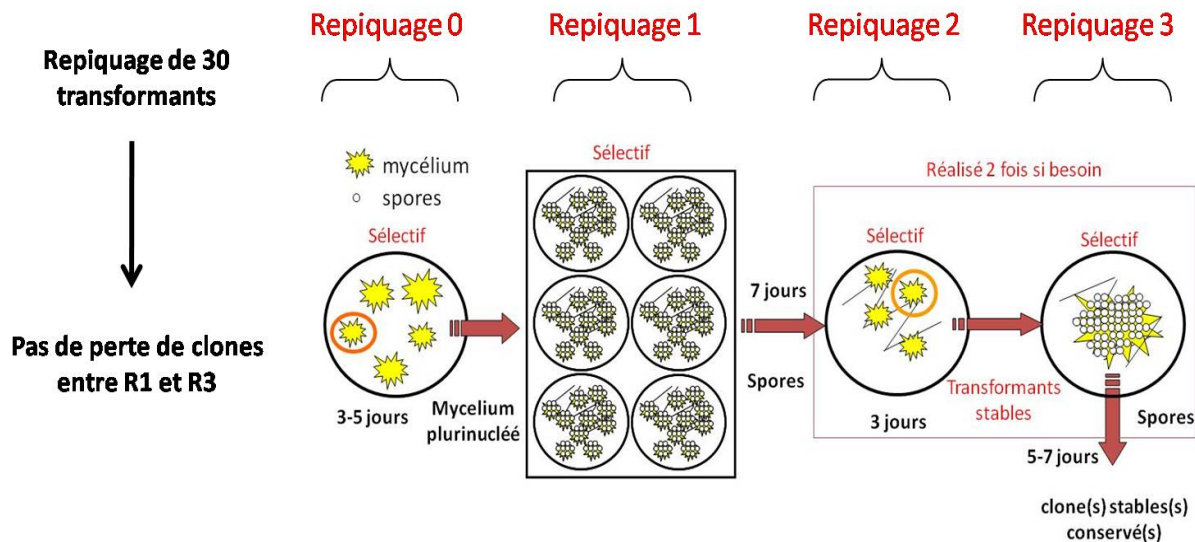 Repiquage 0
Repiquage 1
Repiquage 2
Repiquage 3
Repiquage de 30
transformants
Pas de perte de clones
entre R1 et R3
mycélium
spores
Sélectif
3-5 jours
Mycelium
plurinucléé
Sélectif
7 jours
Spores
Réalisé 2 fois si besoin
Sélectif
3 jours
Transformants
stables
Sélectif
Spores
5-7 jours
clone(s) stables(s)
conservé(s)